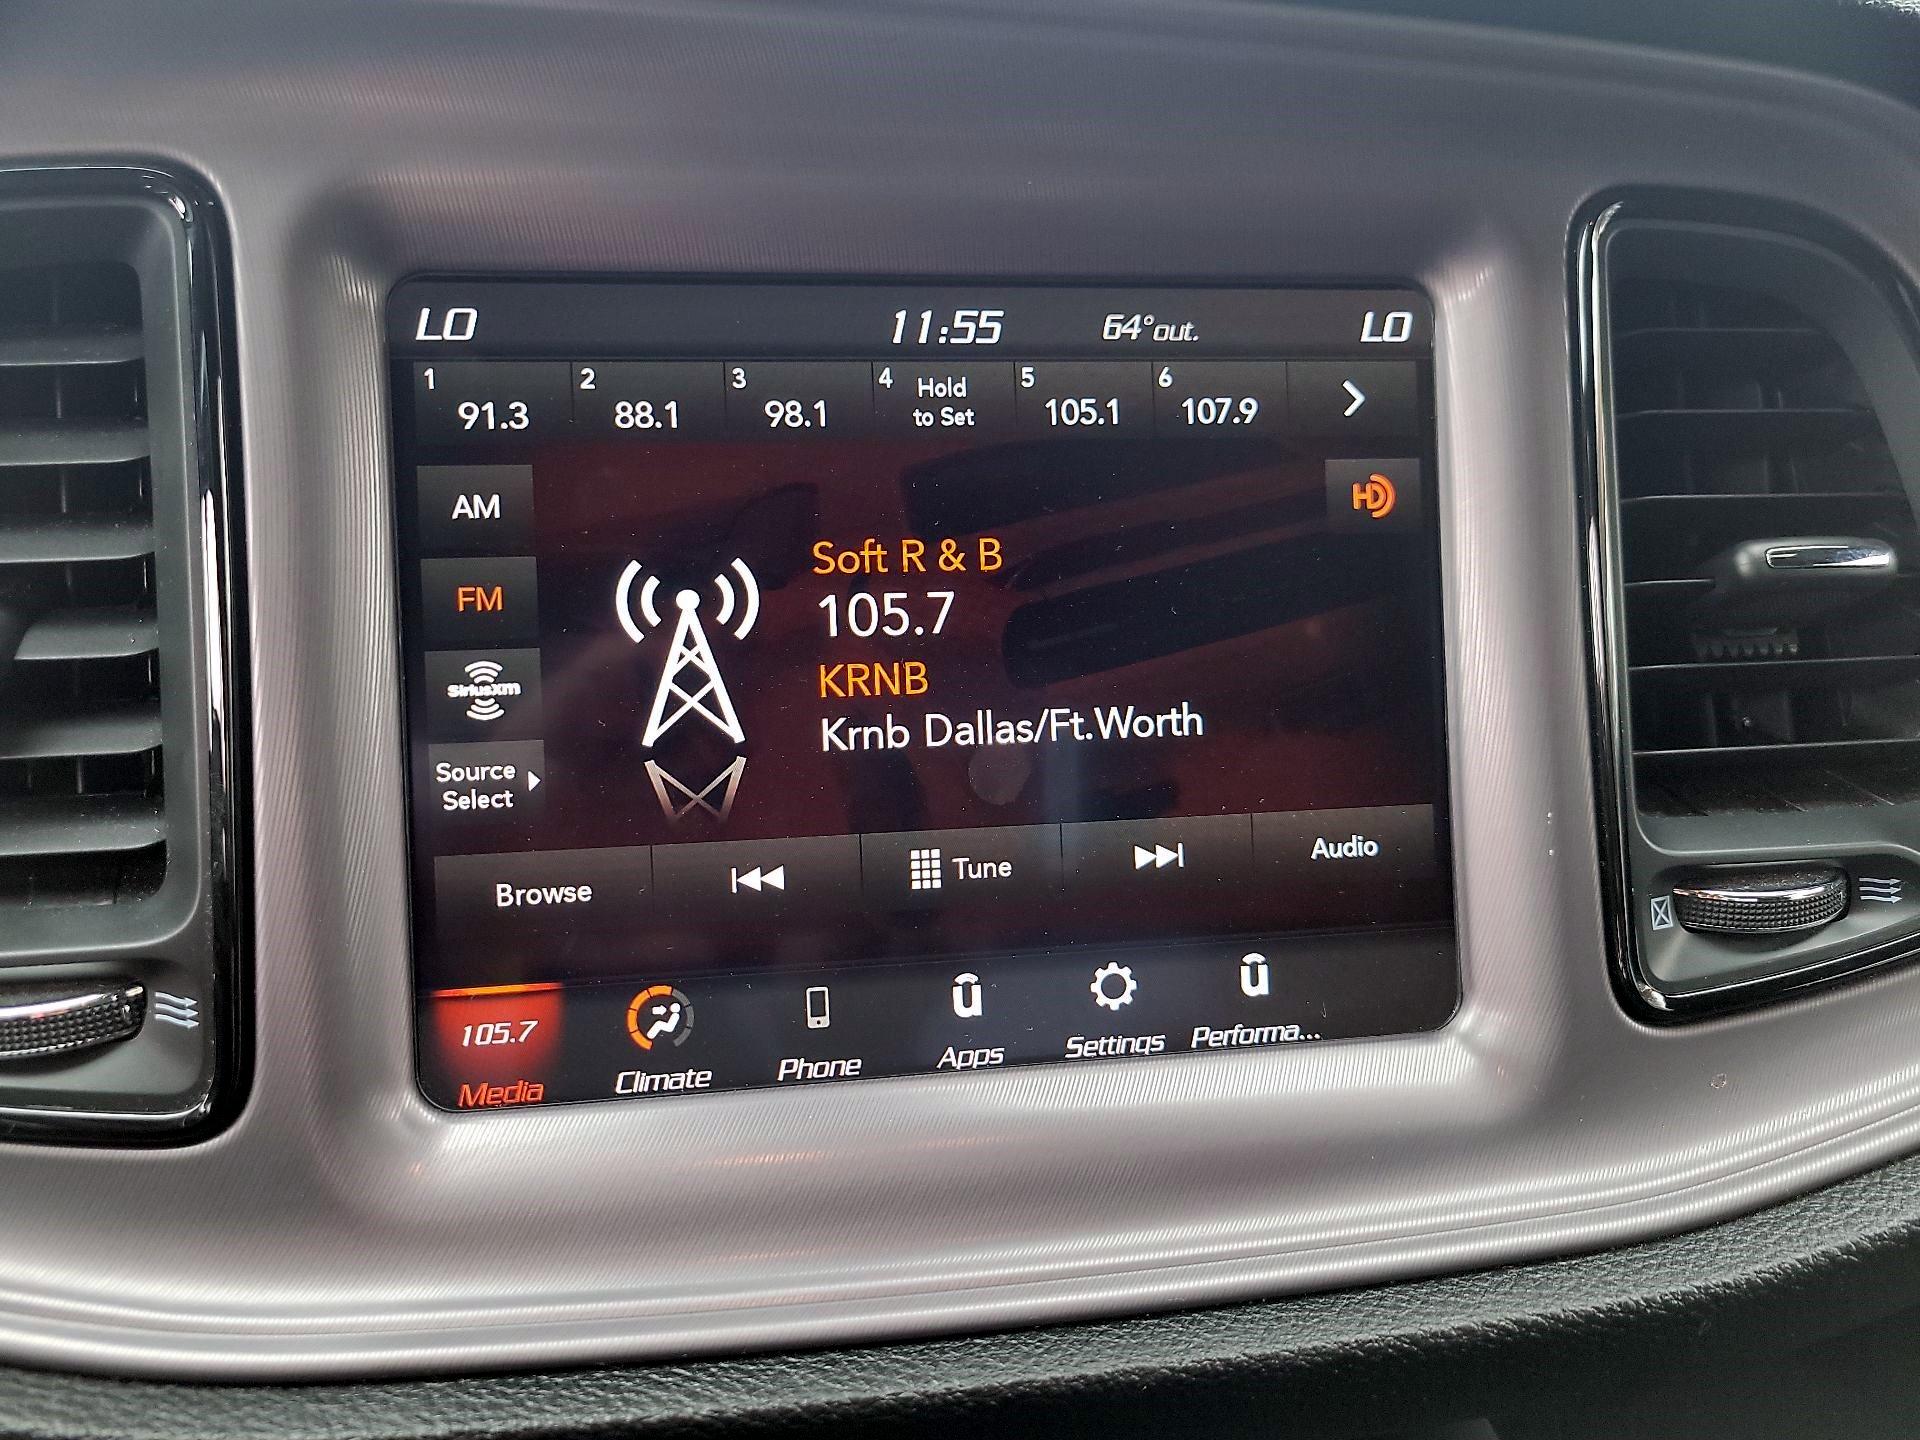 LO 11:55 64°out. LO
1 2 3 4 Hold 5 6
91.3 88.1 98.1 to Set 105.1 107.9
AM
HD
Soft R & B
FM
105.7
SiriusXM
KRNB
Krnb Dallas/Ft.Worth
Source
Select
Browse Tune Audio
105.7
Media Climate Phone Apps Settings Performa...